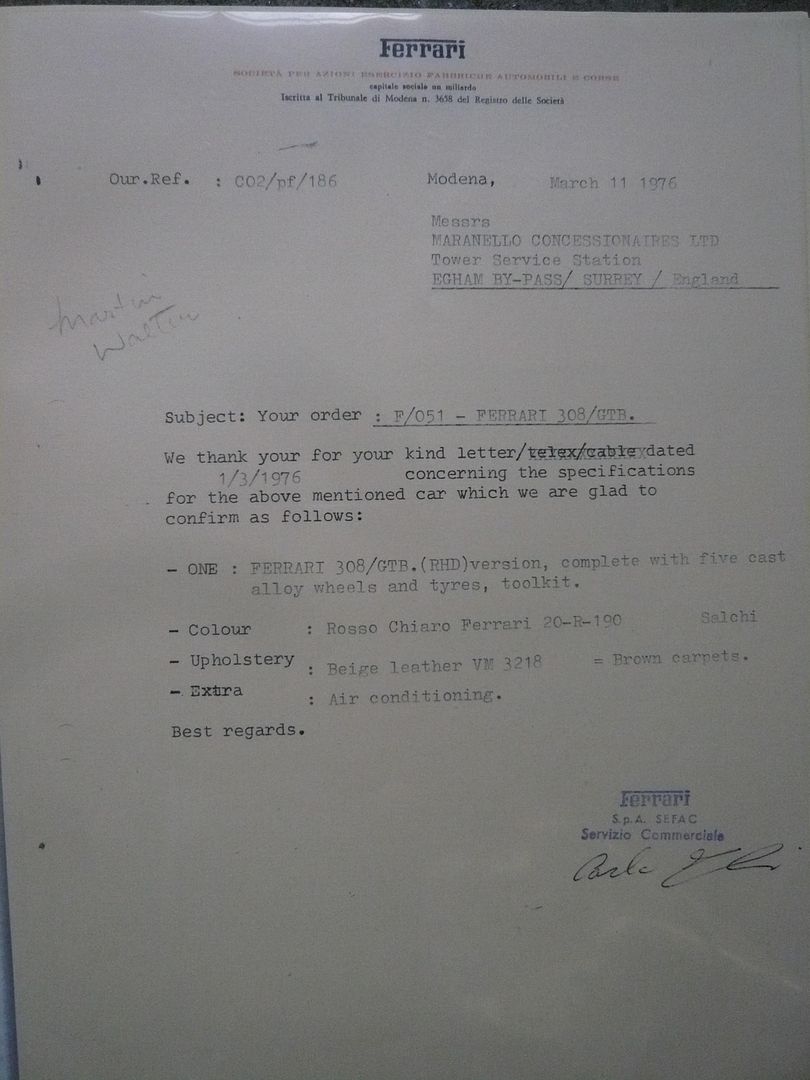 Ferrari
SOCIETÀ PER AZIONI ESERCIZIO FABBRICHE AUTOMOBILI E CORSE
capitale sociale un miliardo
Iscritta al Tribunale di Modena n. 3658 del Registro delle Società
Our.Ref. : CO2/pf/186
Modena, March 11 1976
Messrs
MARANELLO CONCESSIONAIRES LTD
Tower Service Station
EGHAM BY-PASS/ SURREY / England
Martin
Walter
Subject: Your order : F/051 - FERRARI 308/GTB.
We thank your for your kind letter/telex/cable dated
1/3/1976 concerning the specifications
for the above mentioned car which we are glad to
confirm as follows:
- ONE : FERRARI 308/GTB.(RHD)version, complete with five cast
alloy wheels and tyres, toolkit.
- Colour : Rosso Chiaro Ferrari 20-R-190 Salchi
- Upholstery : Beige leather VM 3218 = Brown carpets.
- Extra : Air conditioning.
Best regards.
Ferrari
S.p.A. SEFAC
Servizio Commerciale